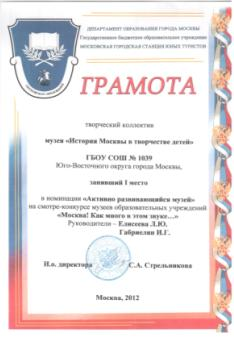 ДЕПАРТАМЕНТ ОБРАЗОВАНИЯ ГОРОДА МОСКВЫ
Государственное бюджетное образовательное учреждение
МОСКОВСКАЯ ГОРОДСКАЯ СТАНЦИЯ ЮНЫХ ТУРИСТОВ
ГРАМОТА
творческий коллектив
музея «История Москвы в творчестве детей»
ГБОУ СОШ № 1039
Юго-Восточного округа города Москвы,
занявший I место
в номинации «Активно развивающийся музей»
на смотре-конкурсе музеев образовательных учреждений
«Москва! Как много в этом звуке…»
Руководители – Елисеева Л.Ю.
Габриелян И.Г.
И.о. директора С.А. Стрельникова
Москва, 2012